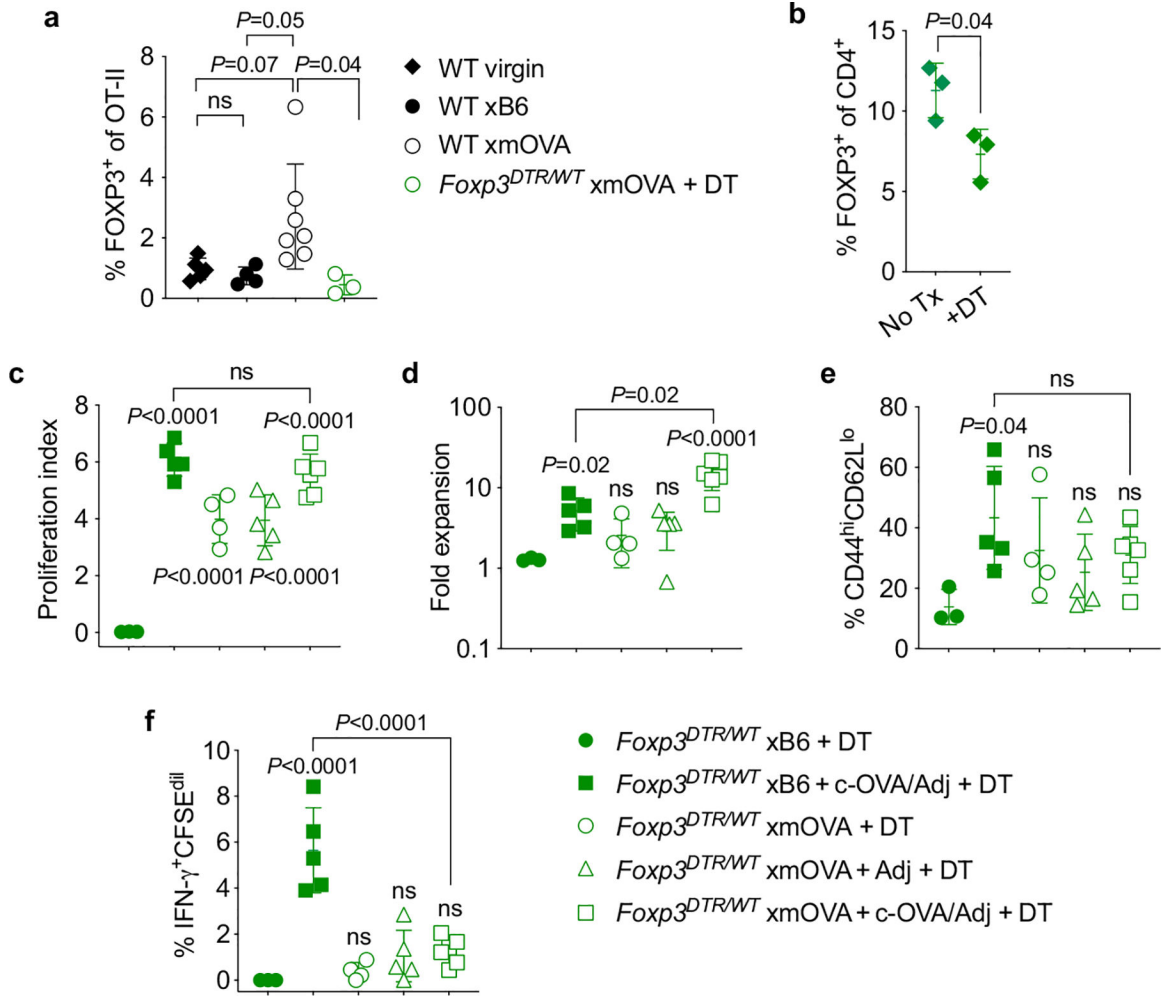 a
P=0.05
P=0.07
P=0.04
ns
% FOXP3+ of OT-II
8
6
4
2
0
WT virgin
WT xB6
WT xmOVA
Foxp3DTR/WT xmOVA + DT
b
P=0.04
% FOXP3+ of CD4+
15
10
5
0
No Tx
+DT
c
ns
P<0.0001
P<0.0001
P<0.0001
P<0.0001
Proliferation index
8
6
4
2
0
d
P=0.02
P<0.0001
P=0.02
ns
ns
Fold expansion
100
10
1
0.1
e
ns
P=0.04
ns
ns
ns
% CD44hiCD62Llo
80
60
40
20
0
f
P<0.0001
P<0.0001
ns
ns
ns
% IFN-γ+CFSEdil
10
8
6
4
2
0
Foxp3DTR/WT xB6 + DT
Foxp3DTR/WT xB6 + c-OVA/Adj + DT
Foxp3DTR/WT xmOVA + DT
Foxp3DTR/WT xmOVA + Adj + DT
Foxp3DTR/WT xmOVA + c-OVA/Adj + DT